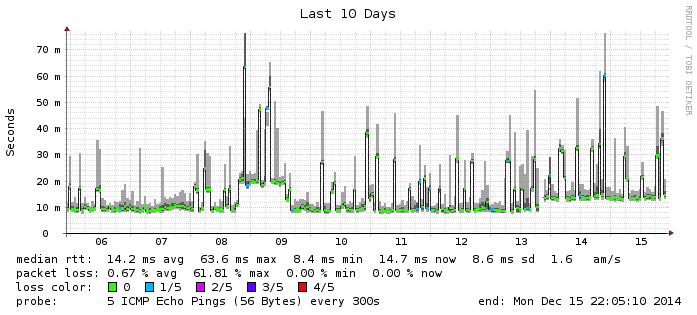 Last 10 Days
RRDTOOL / TOBI OETIKER
Seconds
70 m
60 m
50 m
40 m
30 m
20 m
10 m
0
06 07 08 09 10 11 12 13 14 15
median rtt: 14.2 ms avg 63.6 ms max 8.4 ms min 14.7 ms now 8.6 ms sd 1.6 am/s
packet loss: 0.67 % avg 61.81 % max 0.00 % min 0.00 % now
loss color: 0 1/5 2/5 3/5 4/5
probe: 5 ICMP Echo Pings (56 Bytes) every 300s end: Mon Dec 15 22:05:10 2014